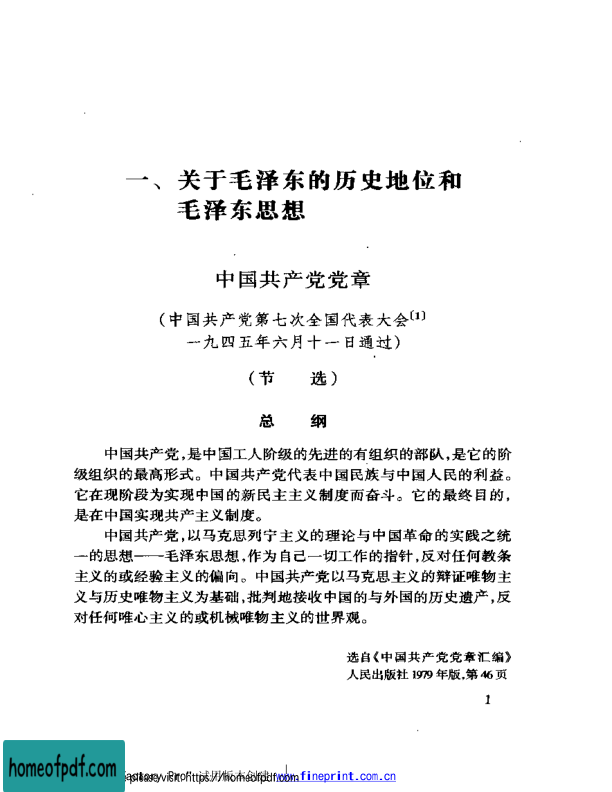 一、关于毛泽东的历史地位和
毛泽东思想
中国共产党党章
(中国共产党第七次全国代表大会〔1〕
一九四五年六月十一日通过)
(节 选)
总 纲
中国共产党,是中国工人阶级的先进的有组织的部队,是它的阶
级组织的最高形式。中国共产党代表中国民族与中国人民的利益。
它在现阶段为实现中国的新民主主义制度而奋斗。它的最终目的,
是在中国实现共产主义制度。
中国共产党,以马克思列宁主义的理论与中国革命的实践之统
一的思想——毛泽东思想,作为自己一切工作的指针,反对任何教条
主义的或经验主义的偏向。中国共产党以马克思主义的辩证唯物主
义与历史唯物主义为基础,批判地接收中国的与外国的历史遗产,反
对任何唯心主义的或机械唯物主义的世界观。
选自《中国共产党党章汇编》
人民出版社1979年版,第46页
1
homeofpdf.com
please visit: https://homeofpdf.com
www.fineprint.com.cn